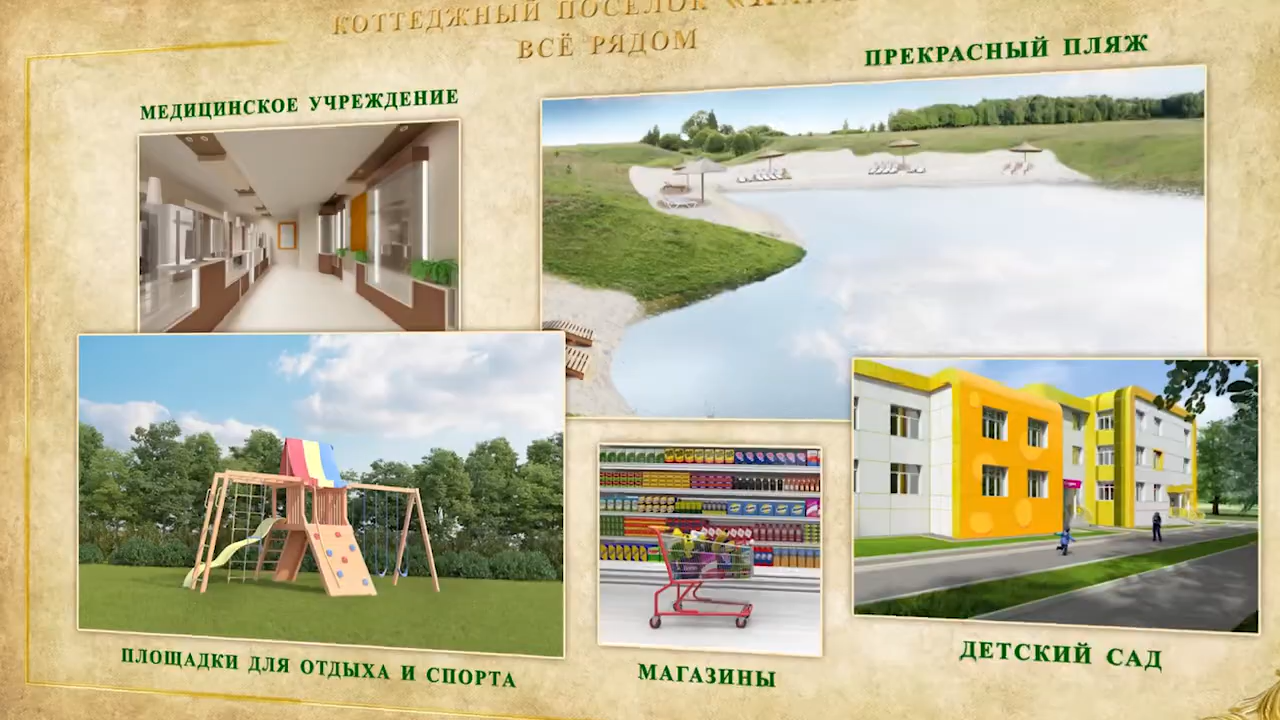 КОТТЕДЖНЫЙ ПОСЕЛОК
ВСЁ РЯДОМ
ПРЕКРАСНЫЙ ПЛЯЖ
МЕДИЦИНСКОЕ УЧРЕЖДЕНИЕ
ПЛОЩАДКИ ДЛЯ ОТДЫХА И СПОРТА
МАГАЗИНЫ
ДЕТСКИЙ САД